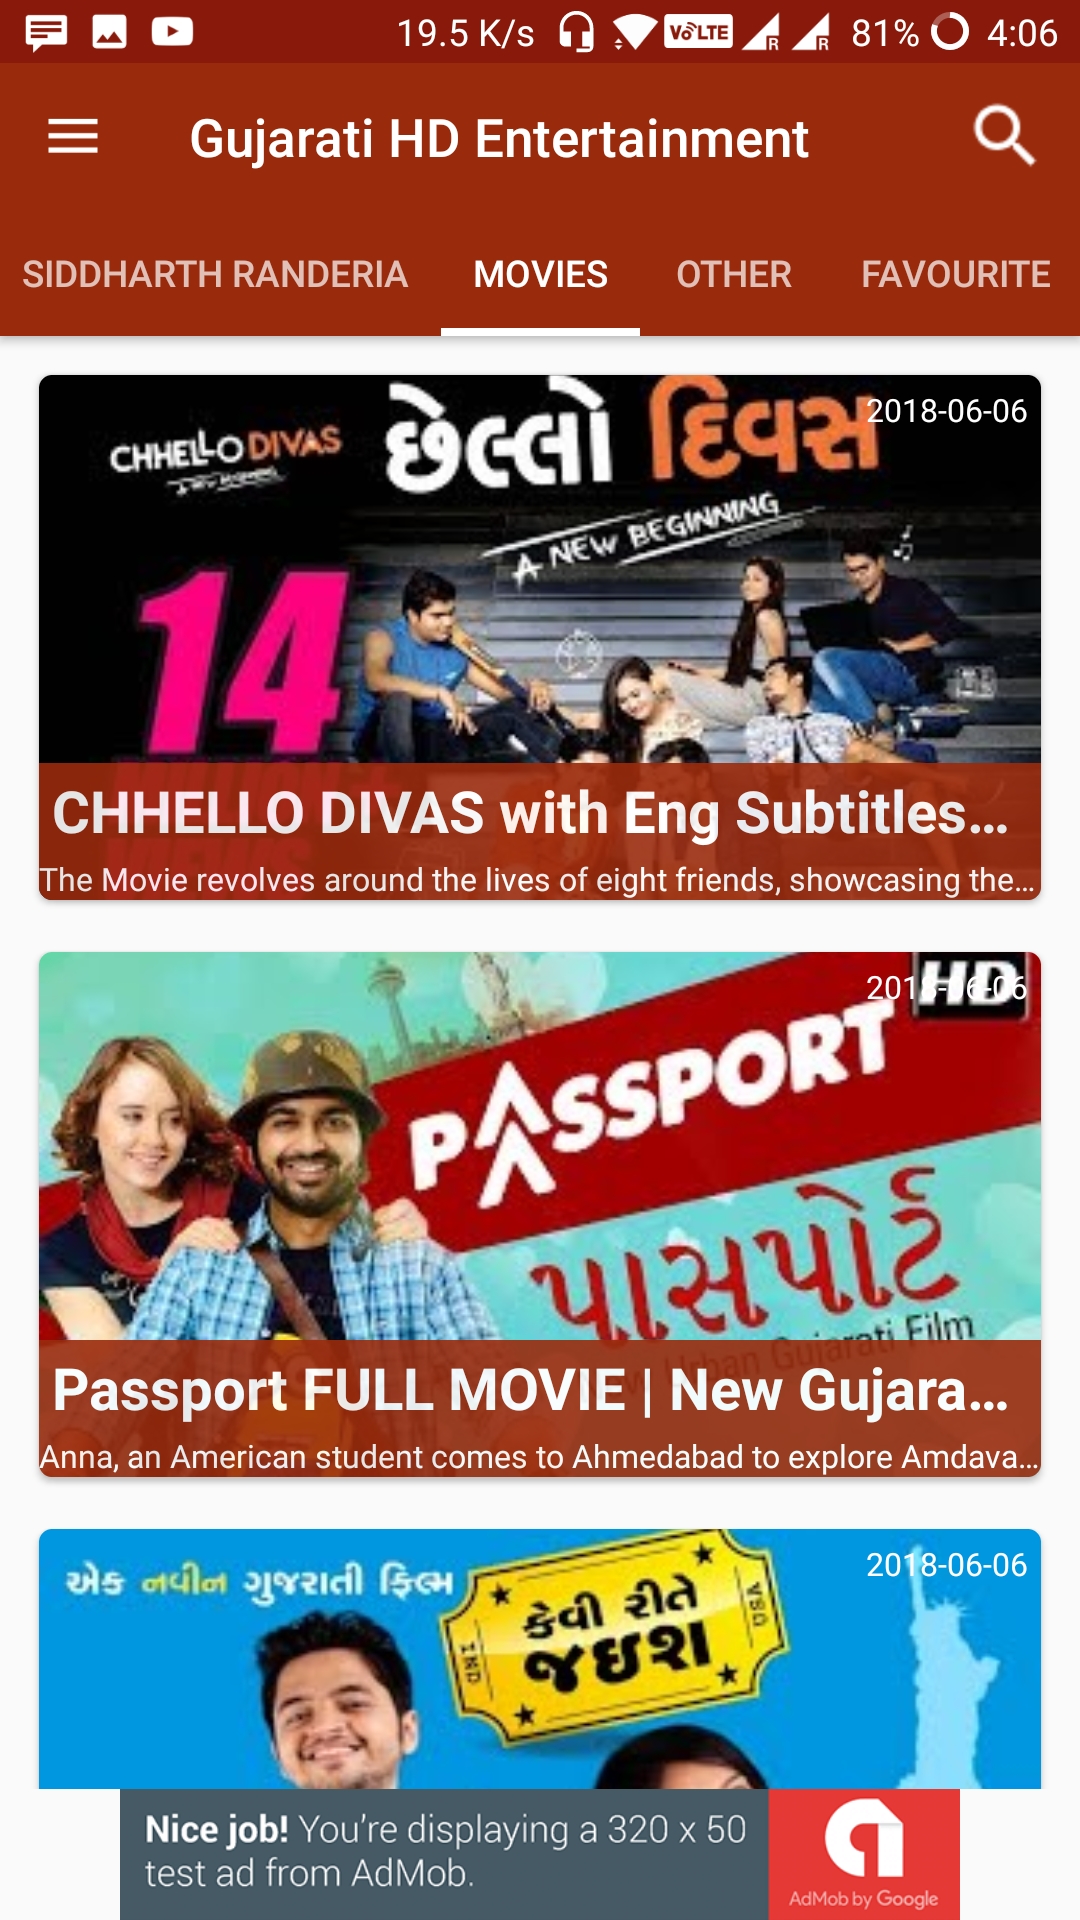 19.5 K/s VoLTE R R 81% 4:06
Gujarati HD Entertainment
SIDDHARTH RANDERIA MOVIES OTHER FAVOURITE
2018-06-06
CHHELLO DIVAS
છેલ્લો દિવસ
A NEW BEGINNING
14
CHHELLO DIVAS with Eng Subtitles...
The Movie revolves around the lives of eight friends, showcasing the...
2018-06-06
HD
PASSPORT
પાસપોર્ટ
New Urban Gujarati Film
Passport FULL MOVIE | New Gujara...
Anna, an American student comes to Ahmedabad to explore Amdava...
2018-06-06
એક નવીન ગુજરાતી ફિલ્મ
કેવી રીતે
જઇશ
IND
USA
Nice job! You're displaying a 320 x 50
test ad from AdMob.
AdMob by Google